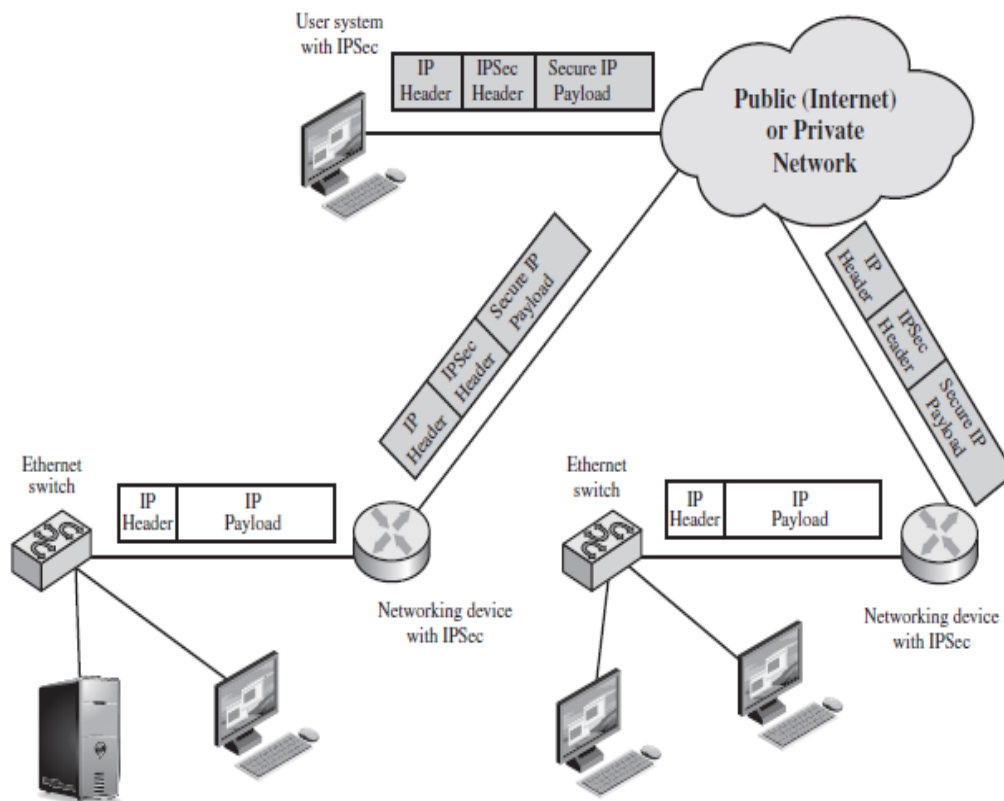 User system
with IPSec
IP
Header
IPSec
Header
Secure IP
Payload
Public (Internet)
or Private
Network
IP
Header
IPSec
Header
Secure IP
Payload
IP
Header
IPSec
Header
Secure IP
Payload
Ethernet
switch
IP
Header
IP
Payload
Networking device
with IPSec
Ethernet
switch
IP
Header
IP
Payload
Networking device
with IPSec